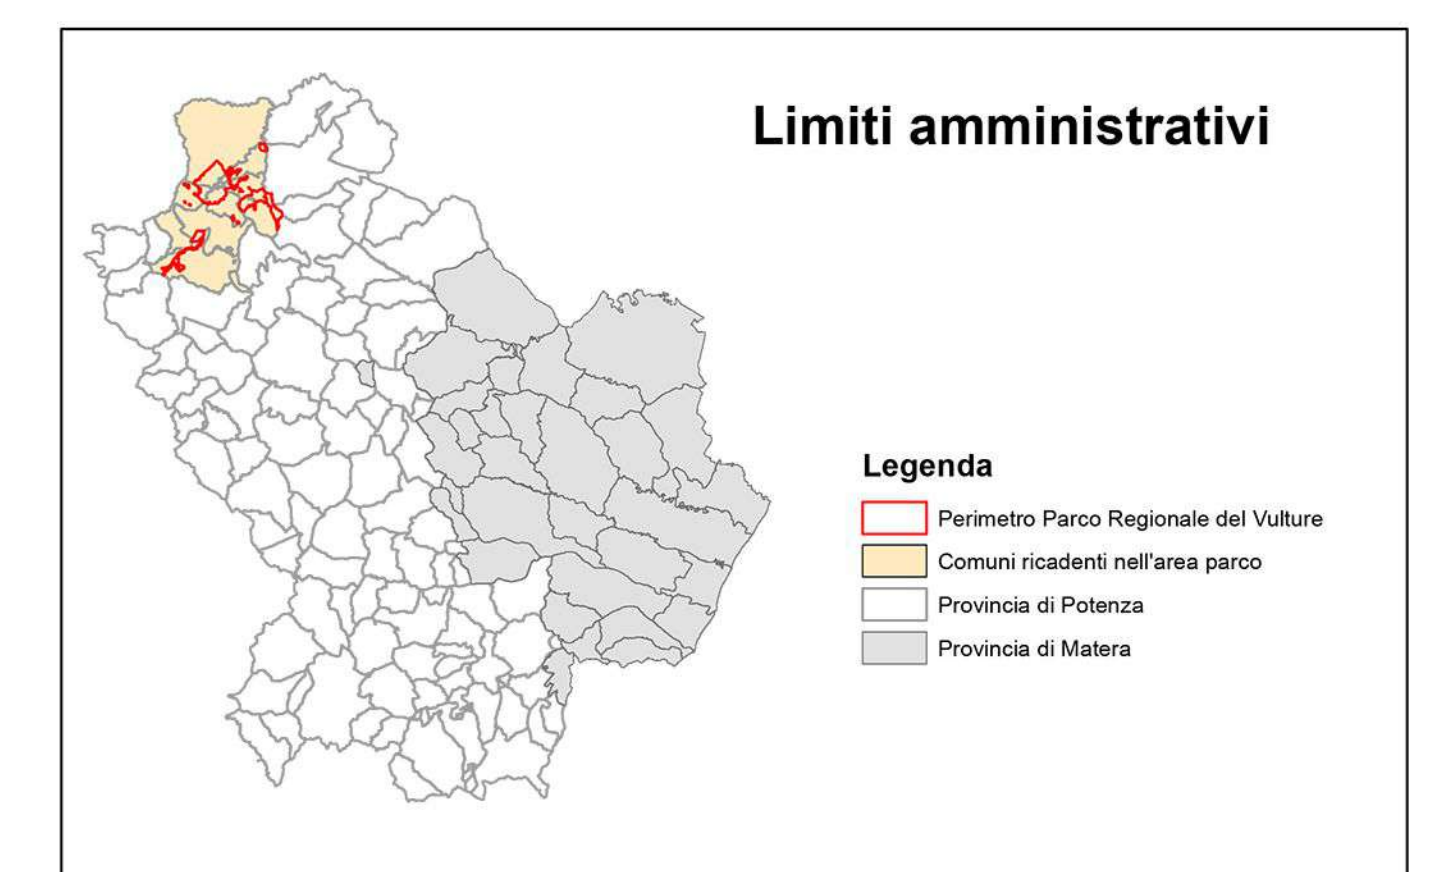 Limiti amministrativi
Legenda
Perimetro Parco Regionale del Vulture
Comuni ricadenti nell'area parco
Provincia di Potenza
Provincia di Matera